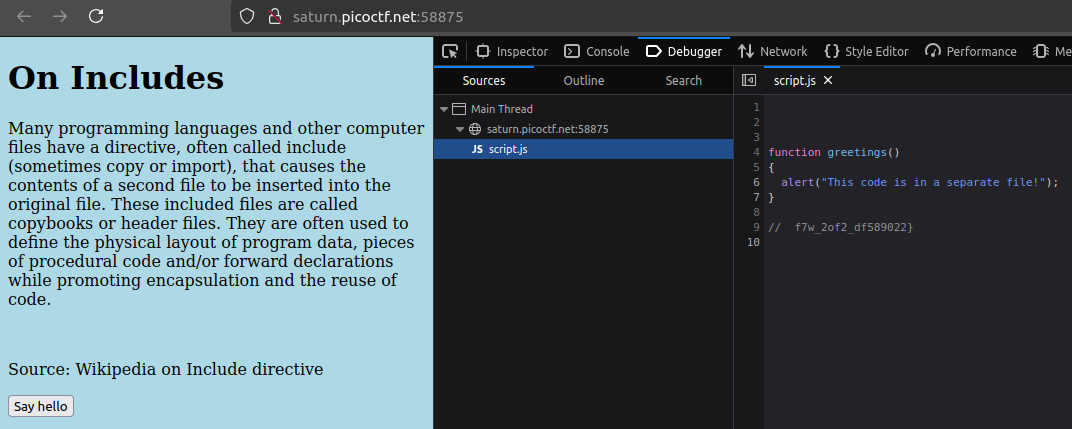 saturn.picoctf.net:58875
On Includes
Many programming languages and other computer
files have a directive, often called include
(sometimes copy or import), that causes the
contents of a second file to be inserted into the
original file. These included files are called
copybooks or header files. They are often used to
define the physical layout of program data, pieces
of procedural code and/or forward declarations
while promoting encapsulation and the reuse of
code.
Source: Wikipedia on Include directive
Say hello
Inspector Console Debugger Network {} Style Editor Performance Me
Sources Outline Search
Main Thread
saturn.picoctf.net:58875
JS script.js
script.js
1
2
3
4 function greetings()
5 {
6 alert("This code is in a separate file!");
7 }
8
9 // f7w_2of2_df589022}
10